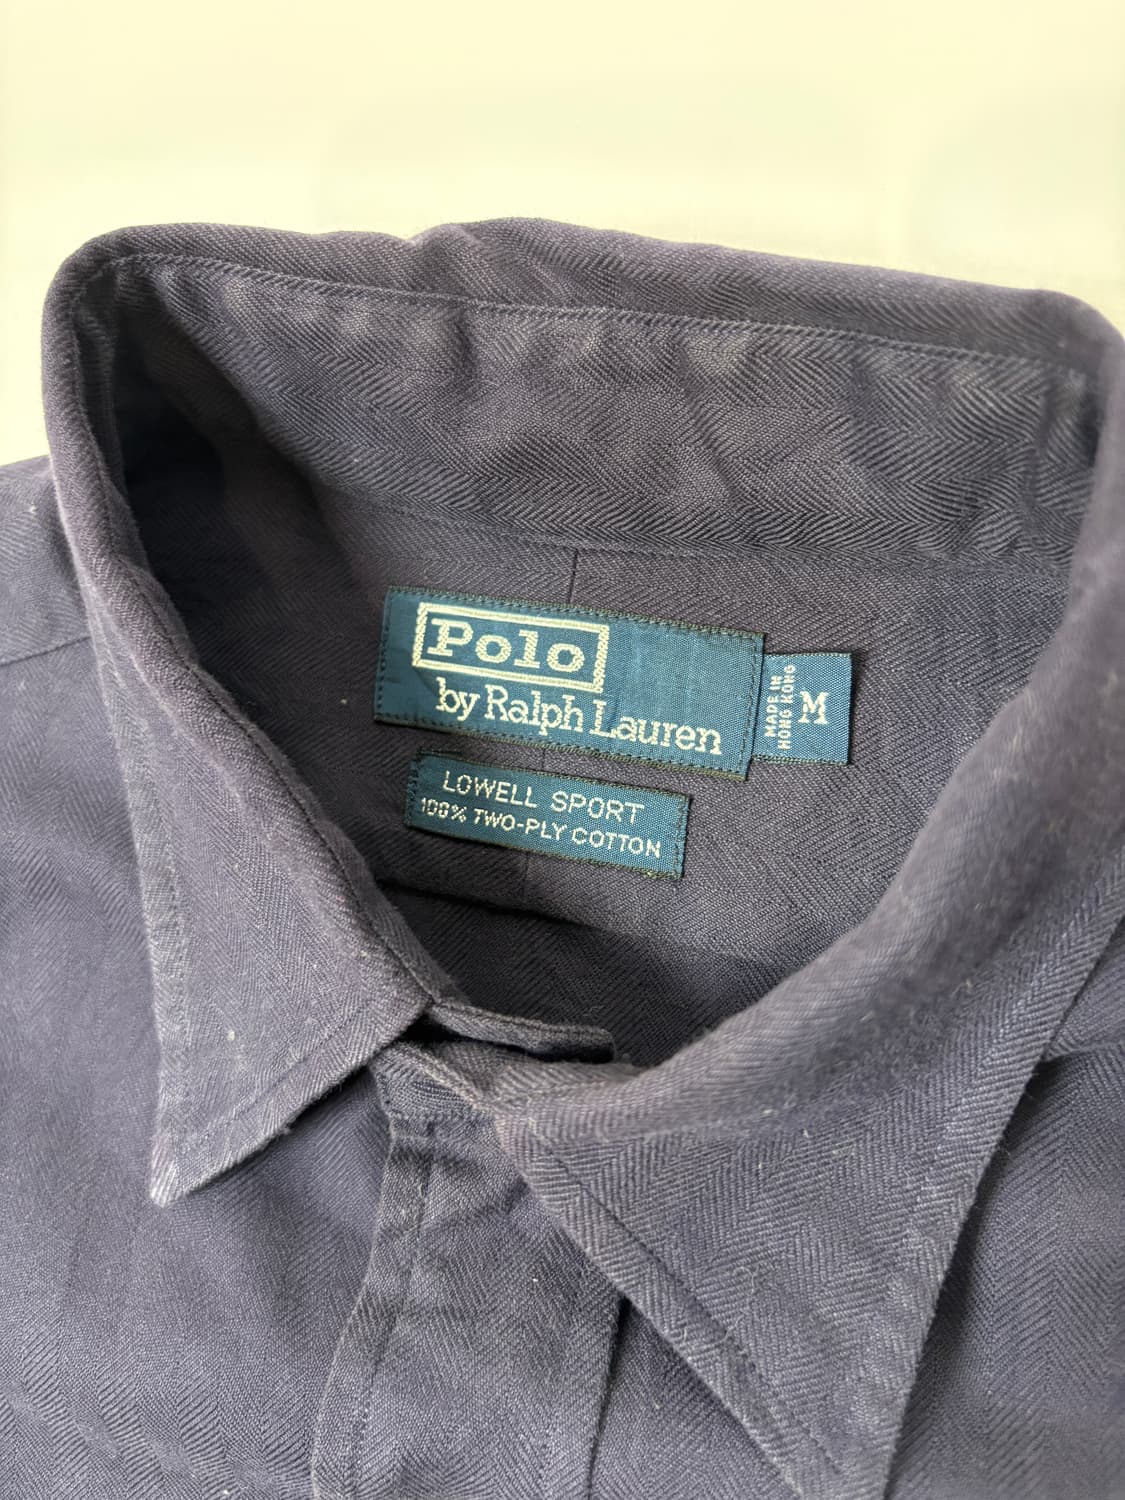 Polo
by Ralph Lauren
MADE IN
HONG KONG
M
LOWELL SPORT
100% TWO-PLY COTTON